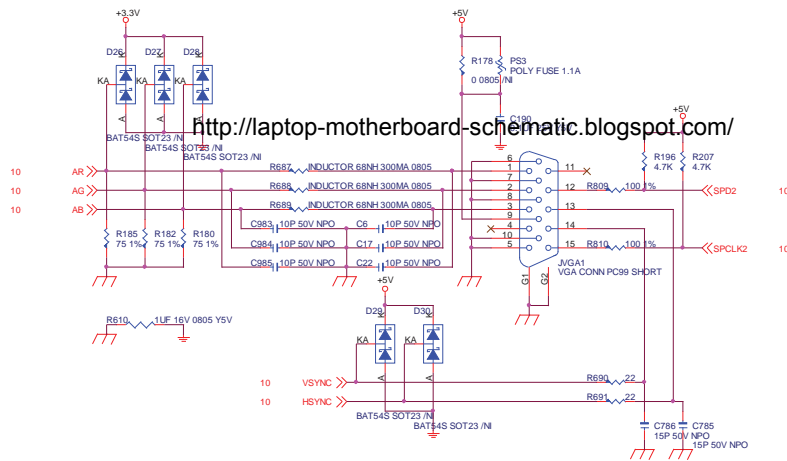 +3.3V
+5V
D26
D27
D28
KA
KA
KA
A
R178
0 0805 /NI
PS3
POLY FUSE 1.1A
C190
+5V
BAT54S SOT23 /NI
BAT54S SOT23 /NI
BAT54S SOT23 /NI
http://laptop-motherboard-schematic.blogspot.com/
R196
4.7K
R207
4.7K
10 AR
R687 INDUCTOR 68NH 300MA 0805
10 AG
R688 INDUCTOR 68NH 300MA 0805
10 AB
R689 INDUCTOR 68NH 300MA 0805
6
1
7
2
8
3
9
4
10
5
11
12
13
14
15
R809 100 1%
SPD2 10
R810 100 1%
SPCLK2 10
R185
75 1%
R182
75 1%
R180
75 1%
C983 10P 50V NPO
C6 10P 50V NPO
C984 10P 50V NPO
C17 10P 50V NPO
C985 10P 50V NPO
C22 10P 50V NPO
G1
G2
JVGA1
VGA CONN PC99 SHORT
+5V
R610 1UF 16V 0805 Y5V
D29
D30
KA
KA
A
10 VSYNC
R690 22
10 HSYNC
R691 22
BAT54S SOT23 /NI
BAT54S SOT23 /NI
C786
15P 50V NPO
C785
15P 50V NPO